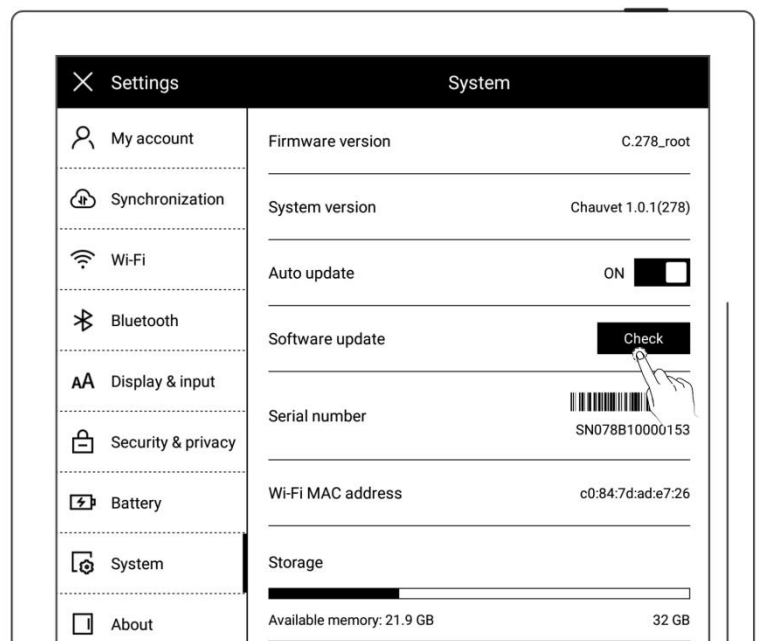 Settings
System
My account
Synchronization
Wi-Fi
Bluetooth
Display & input
Security & privacy
Battery
System
About
Firmware version
C.278_root
System version
Chauvet 1.0.1(278)
Auto update
ON
Software update
Check
Serial number
SN078B10000153
Wi-Fi MAC address
c0:84:7d:ad:e7:26
Storage
Available memory: 21.9 GB
32 GB